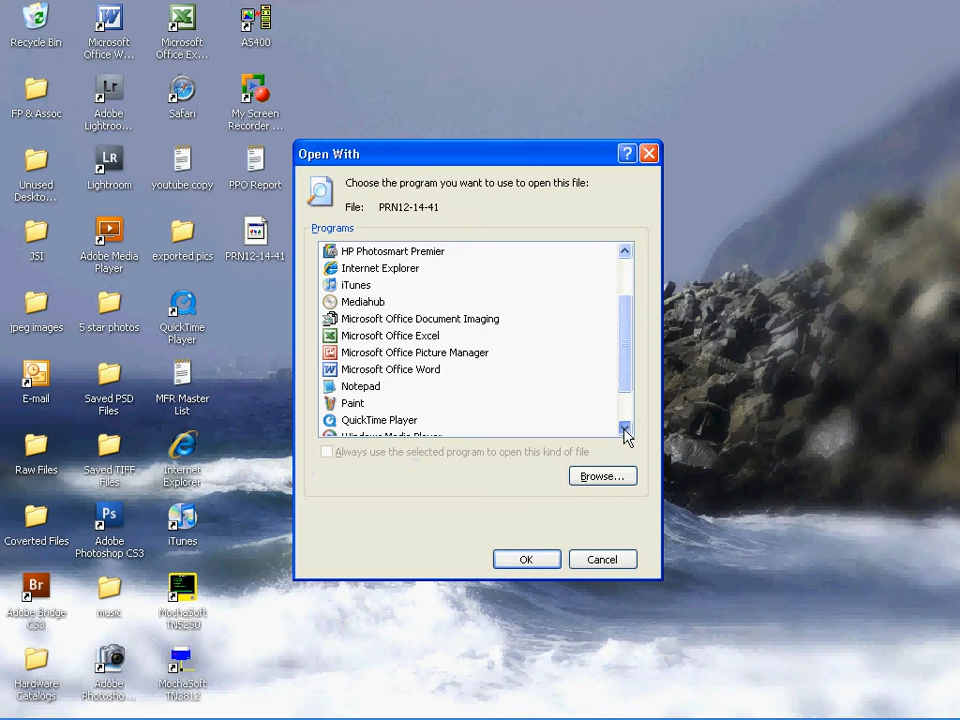 Recycle Bin
Microsoft
Office W...
Microsoft
Office Ex...
AS400
FP & Assoc
Adobe
Lightroo...
Safari
My Screen
Recorder ...
Unused
Deskto...
Lightroom
youtube copy
PPO Report
JSI
Adobe Media
Player
exported pics
PRN12-14-41
jpeg images
5 star photos
QuickTime
Player
E-mail
Saved PSD
Files
MFR Master
List
Raw Files
Saved TIFF
Files
Internet
Explorer
Coverted Files
Ps
Adobe
Photoshop CS3
iTunes
Br
Adobe Bridge
CS3
music
MochaSoft
TN5250
Hardware
Catalogs
Adobe
Photosho...
MochaSoft
TN3812
Open With
Choose the program you want to use to open this file:
File: PRN12-14-41
Programs
HP Photosmart Premier
Internet Explorer
iTunes
Mediahub
Microsoft Office Document Imaging
Microsoft Office Excel
Microsoft Office Picture Manager
Microsoft Office Word
Notepad
Paint
QuickTime Player
Windows Media Player
Always use the selected program to open this kind of file
Browse...
OK
Cancel